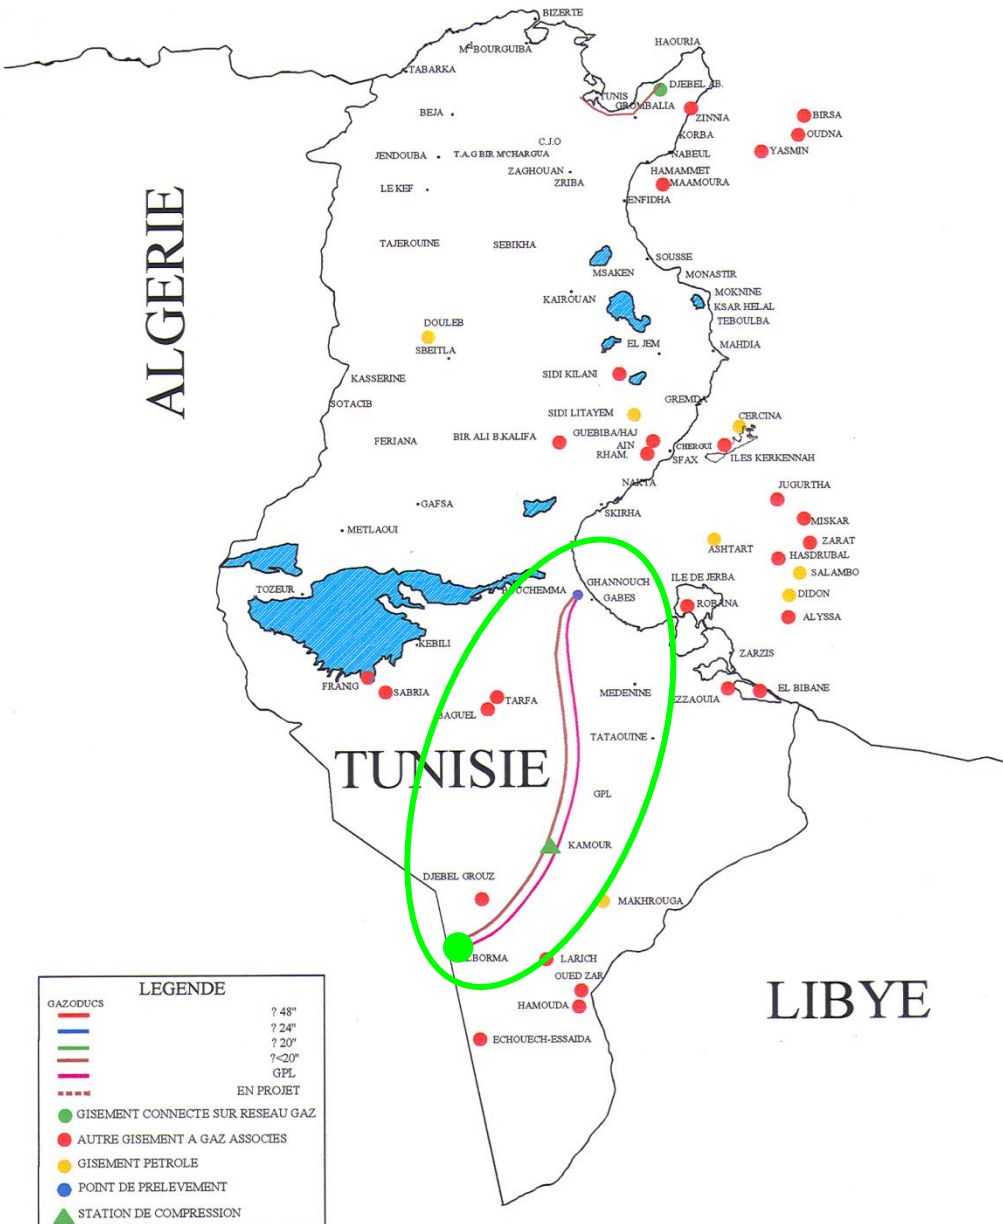 BIZERTE
Md BOURGUIBA
HAOURIA
TABARKA
DJEBEL AB.
TUNIS
GROMBALIA
BEJA
ZINNIA
BIRSA
OUDNA
KORBA
C.J.O
YASMIN
JENDOUBA
T.A.G BIR M'CHARGUA
NABEUL
ZAGHOUAN
HAMAMMET
ZRIBA
MAAMOURA
LE KEF
ENFIDHA
ALGERIE
TAJEROUINE
SEBIKHA
SOUSSE
MSAKEN
MONASTIR
KAIROUAN
MOKNINE
KSAR HELAL
TEBOULBA
DOULEB
SBEITLA
EL JEM
MAHDIA
KASSERINE
SIDI KILANI
SOTACIB
GREMDA
SIDI LITAYEM
CERCINA
FERIANA
BIR ALI B.KALIFA
GUEBIBA/HAJ
AIN
RHAM.
CHERGUI
SFAX
ILES KERKENNAH
NAKTA
JUGURTHA
GAFSA
SKIRHA
MISKAR
METLAOUI
ZARAT
ASHTART
HASDRUBAL
SALAMBO
TOZEUR
BOUCHEMMA
GHANNOUCH
GABES
ILE DE JERBA
ROBANA
DIDON
ALYSSA
KEBILI
ZARZIS
FRANIG
SABRIA
TARFA
BAGUEL
MEDENINE
EZZAOUIA
EL BIBANE
TATAOUINE
TUNISIE
GPL
KAMOUR
DJEBEL GROUZ
MAKHROUGA
LBORMA
LARICH
OUED ZAR
HAMOUDA
LIBYE
ECHOUECH-ESSAIDA
LEGENDE
GAZODUCS
? 48"
? 24"
? 20"
?<20"
GPL
EN PROJET
GISEMENT CONNECTE SUR RESEAU GAZ
AUTRE GISEMENT A GAZ ASSOCIES
GISEMENT PETROLE
POINT DE PRELEVEMENT
STATION DE COMPRESSION